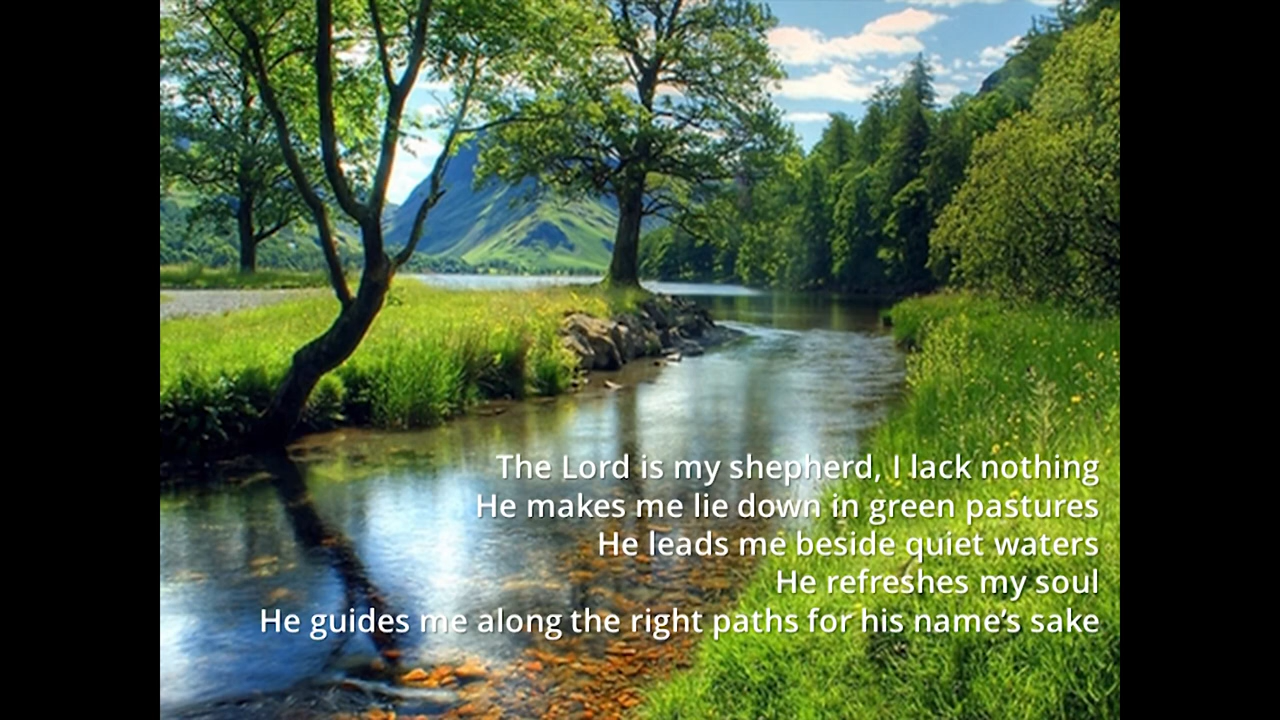 The Lord is my shepherd, I lack nothing
He makes me lie down in green pastures
He leads me beside quiet waters
He refreshes my soul
He guides me along the right paths for his name’s sake